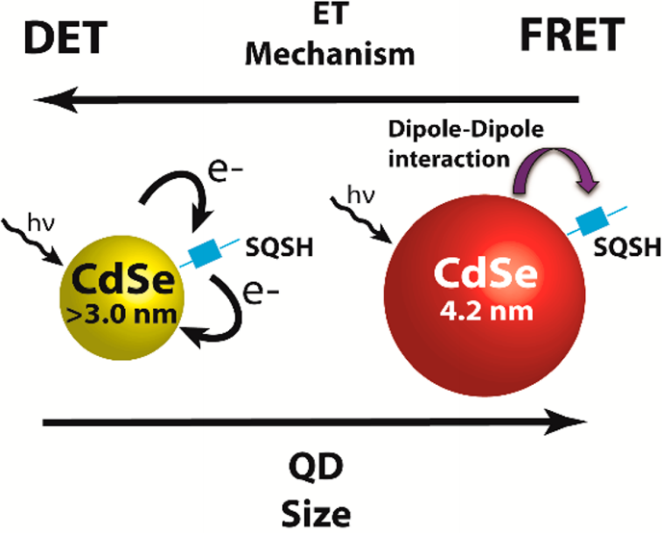 DET
ET
Mechanism
FRET
Dipole-Dipole
interaction
e-
hν
hν
SQSH
SQSH
CdSe
>3.0 nm
e-
CdSe
4.2 nm
QD
Size